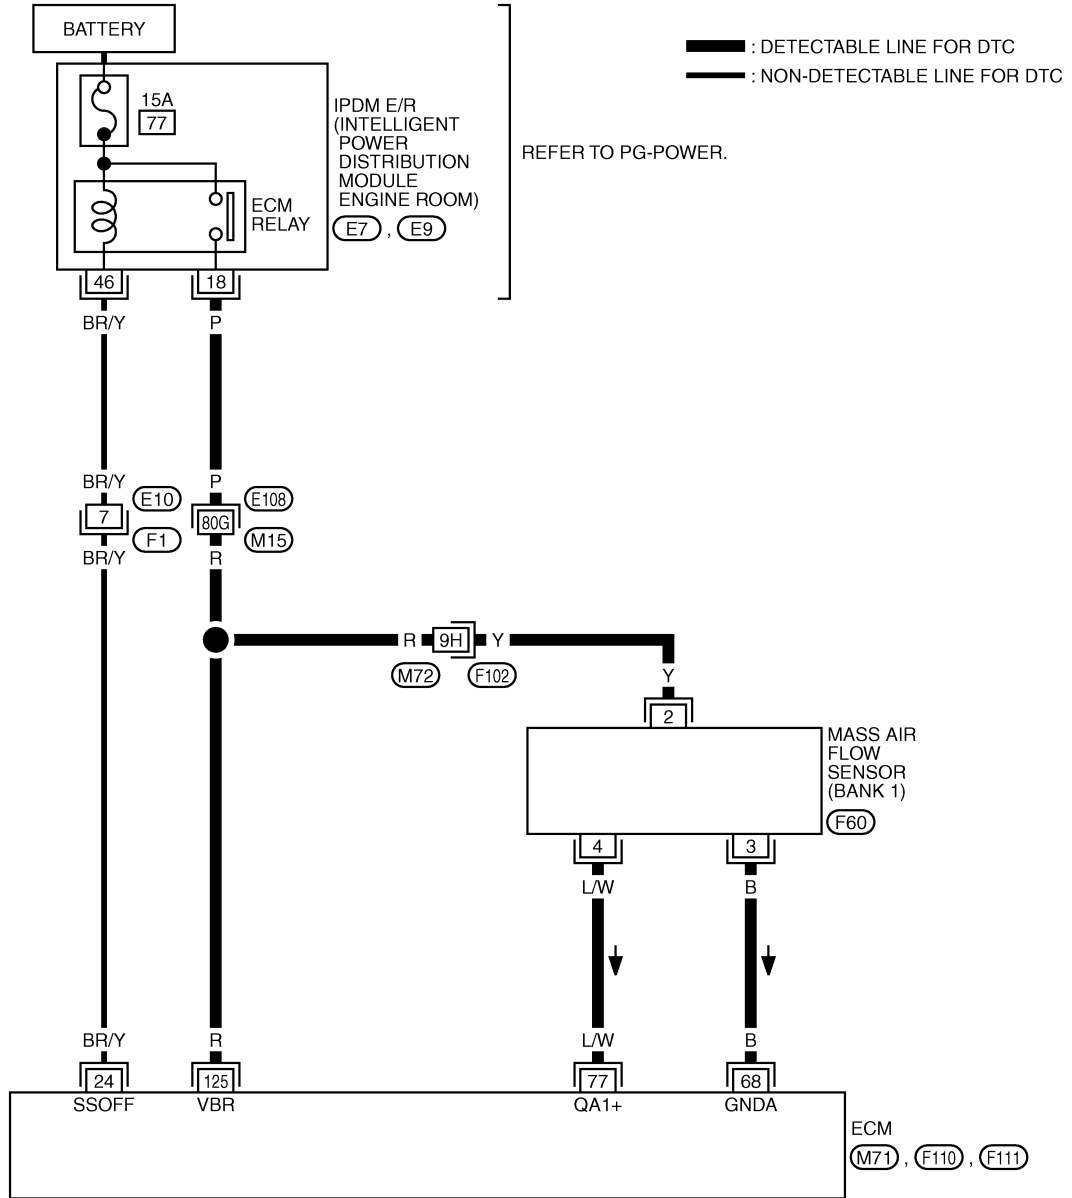 BATTERY
: DETECTABLE LINE FOR DTC
: NON-DETECTABLE LINE FOR DTC
15A
77
IPDM E/R
(INTELLIGENT
POWER
DISTRIBUTION
MODULE
ENGINE ROOM)
E7 , E9
REFER TO PG-POWER.
ECM
RELAY
46
18
BR/Y
P
BR/Y
P
E10
E108
7
80G
F1
M15
BR/Y
R
R
9H
Y
M72
F102
Y
2
MASS AIR
FLOW
SENSOR
(BANK 1)
F60
4
3
L/W
B
BR/Y
R
L/W
B
24
125
77
68
SSOFF
VBR
QA1+
GNDA
ECM
M71 , F110 , F111